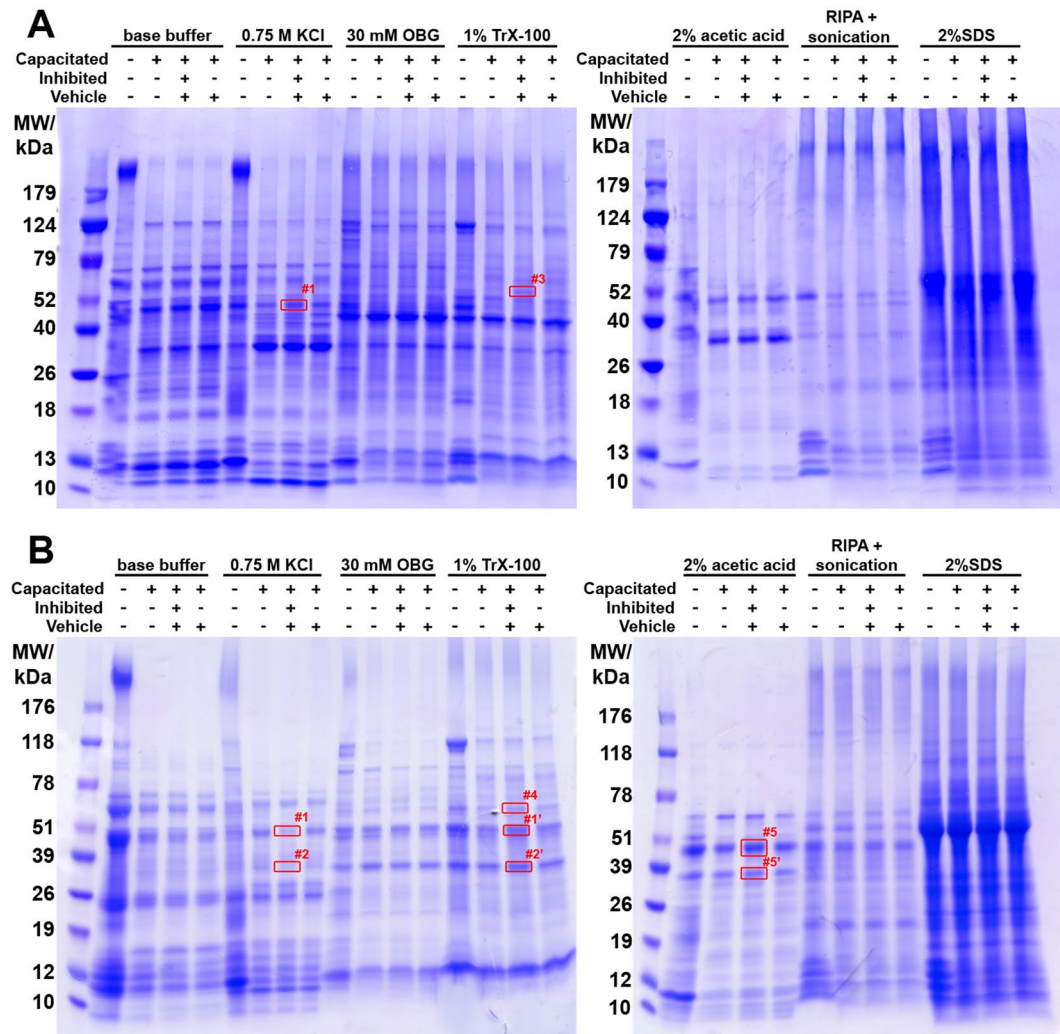 A
base buffer 0.75 M KCl 30 mM OBG 1% TrX-100
Capacitated - + + + - + + + - + + + - + + +
Inhibited - - + - - - + - - - + - - - + -
Vehicle - - + + - - + + - - + + - - + +
MW/
kDa
179
124
79
52
40
26
18
13
10
#1
#3
RIPA +
2% acetic acid sonication 2%SDS
Capacitated - + + + - + + + - + + +
Inhibited - - + - - - + - - - + -
Vehicle - - + + - - + + - - + +
MW/
kDa
179
124
79
52
40
26
18
13
10
B
base buffer 0.75 M KCl 30 mM OBG 1% TrX-100
Capacitated - + + + - + + + - + + + - + + +
Inhibited - - + - - - + - - - + - - - + -
Vehicle - - + + - - + + - - + + - - + +
MW/
kDa
176
118
78
51
39
26
19
12
10
#1
#2
#4
#1'
#2'
RIPA +
2% acetic acid sonication 2%SDS
Capacitated - + + + - + + + - + + +
Inhibited - - + - - - + - - - + -
Vehicle - - + + - - + + - - + +
MW/
kDa
176
118
78
51
39
26
19
12
10
#5
#5'